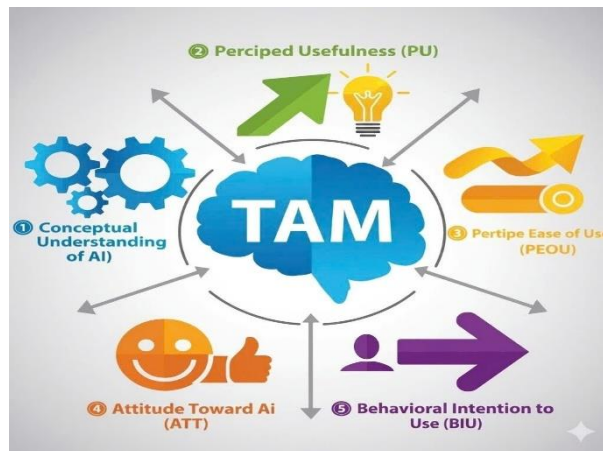 ② Perciped Usefulness (PU)
TAM
① Conceptual
Understanding
of AI)
③ Pertipe Ease of Us
(PEOU)
④ Attitude Toward Ai
(ATT)
⑤ Behavioral Intention to
Use (BIU)